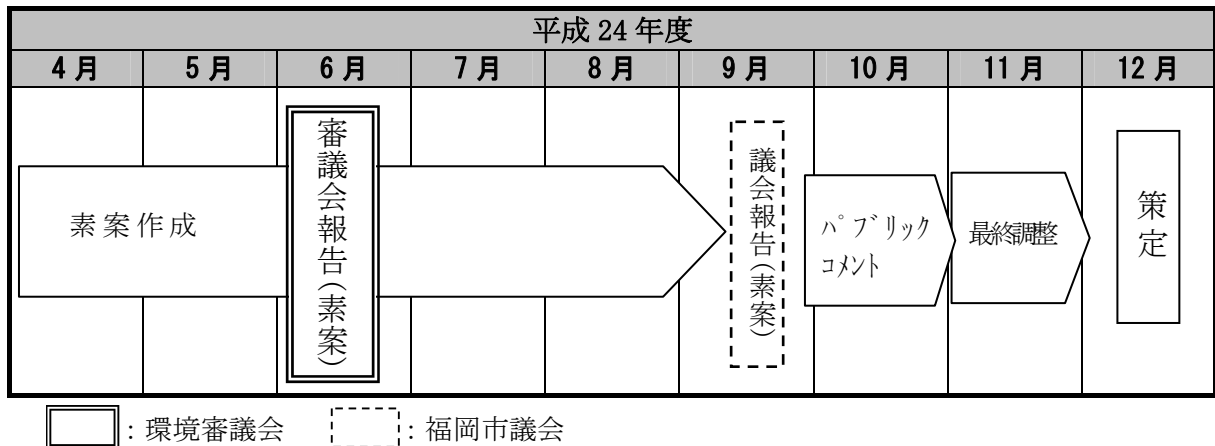 平成 24 年度
4 月
5 月
6 月
7 月
8 月
9 月
10 月
11 月
12 月
素案作成
審議会報告(素案)
議会報告(素案)
パブリック
コメント
最終調整
策定
:環境審議会
:福岡市議会